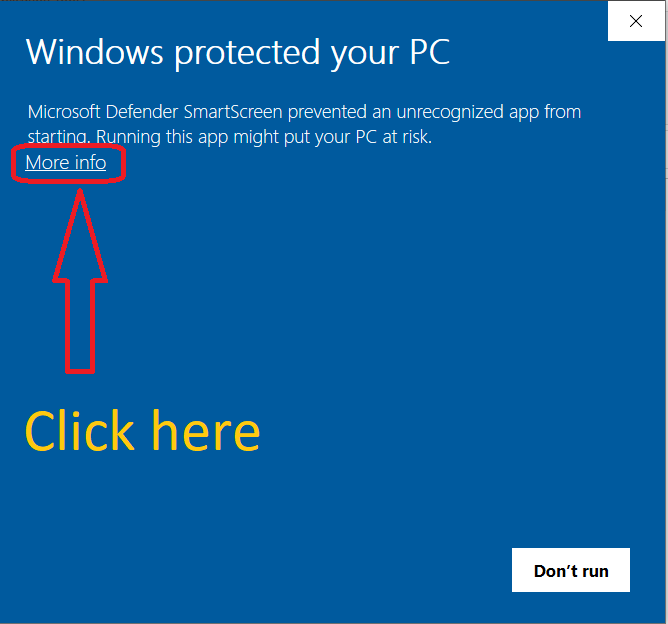 Windows protected your PC
Microsoft Defender SmartScreen prevented an unrecognized app from
starting. Running this app might put your PC at risk.
More info
Click here
Don't run